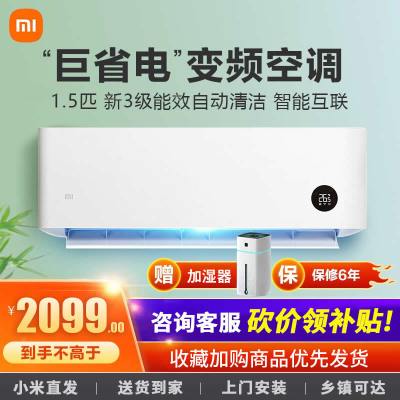 mi
“巨省电”变频空调
1.5匹 新3级能效自动清洁 智能互联
mi
26.5
赠 加湿器
保 保修6年
¥2099.00
到手不高于
咨询客服 砍价领补贴!
收藏加购商品优先发货
小米直发 送货到家 上门安装 乡镇可达